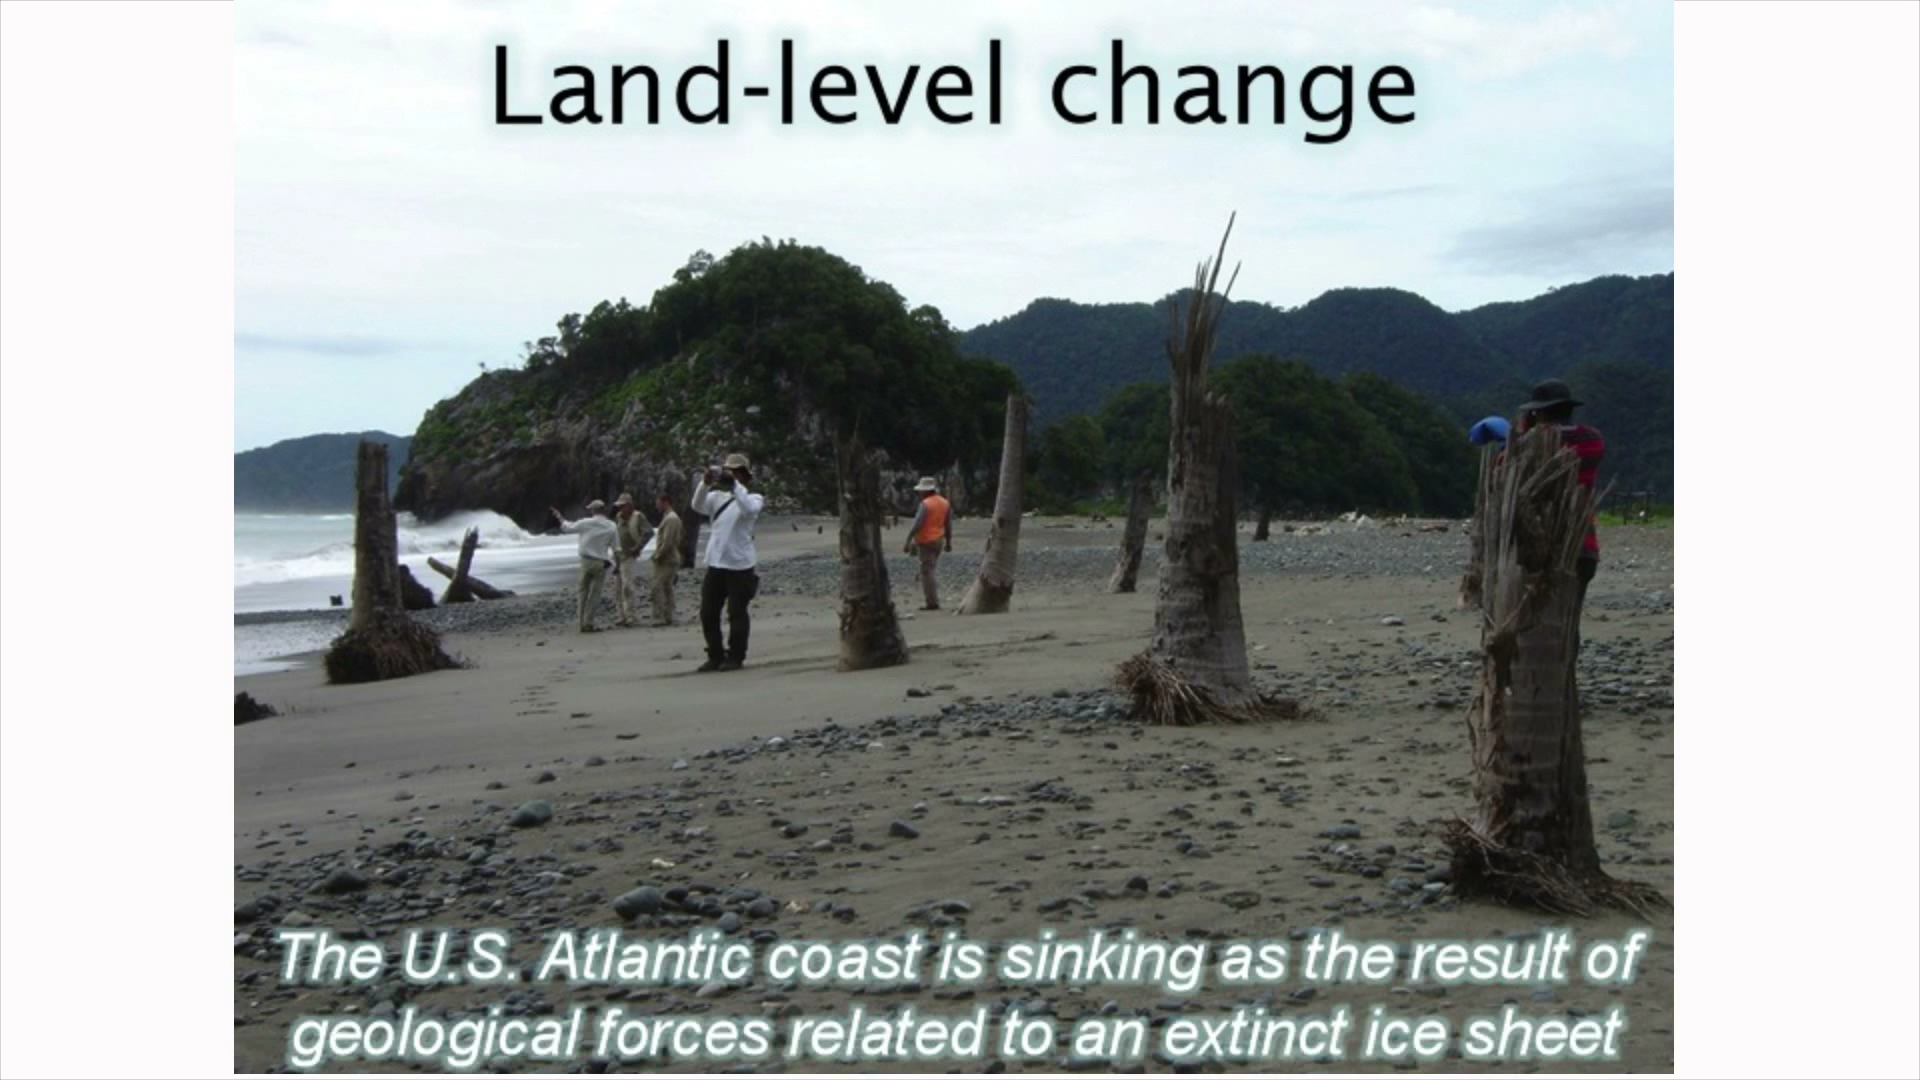 Land-level change
The U.S. Atlantic coast is sinking as the result of
geological forces related to an extinct ice sheet